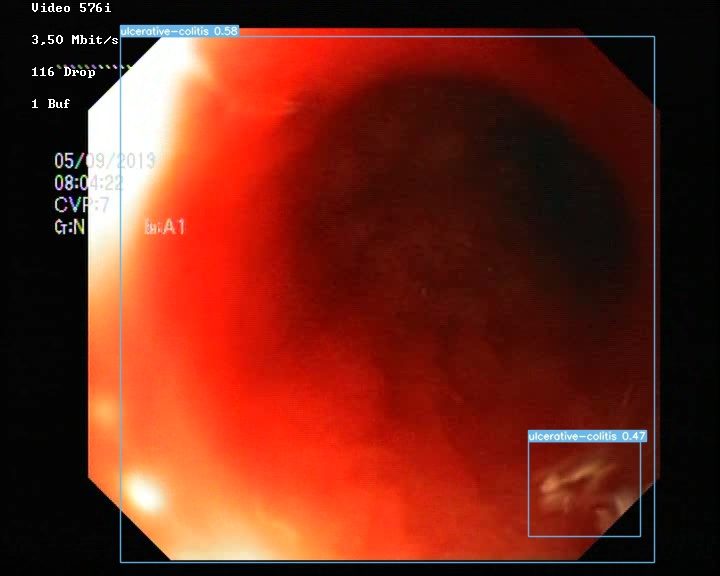 Video 576i
ulcerative-colitis 0.58
3,50 Mbit/s
116 Drop
1 Buf
05/09/2013
08:04:22
CVP:7
G:N
A1
ulcerative-colitis 0.47